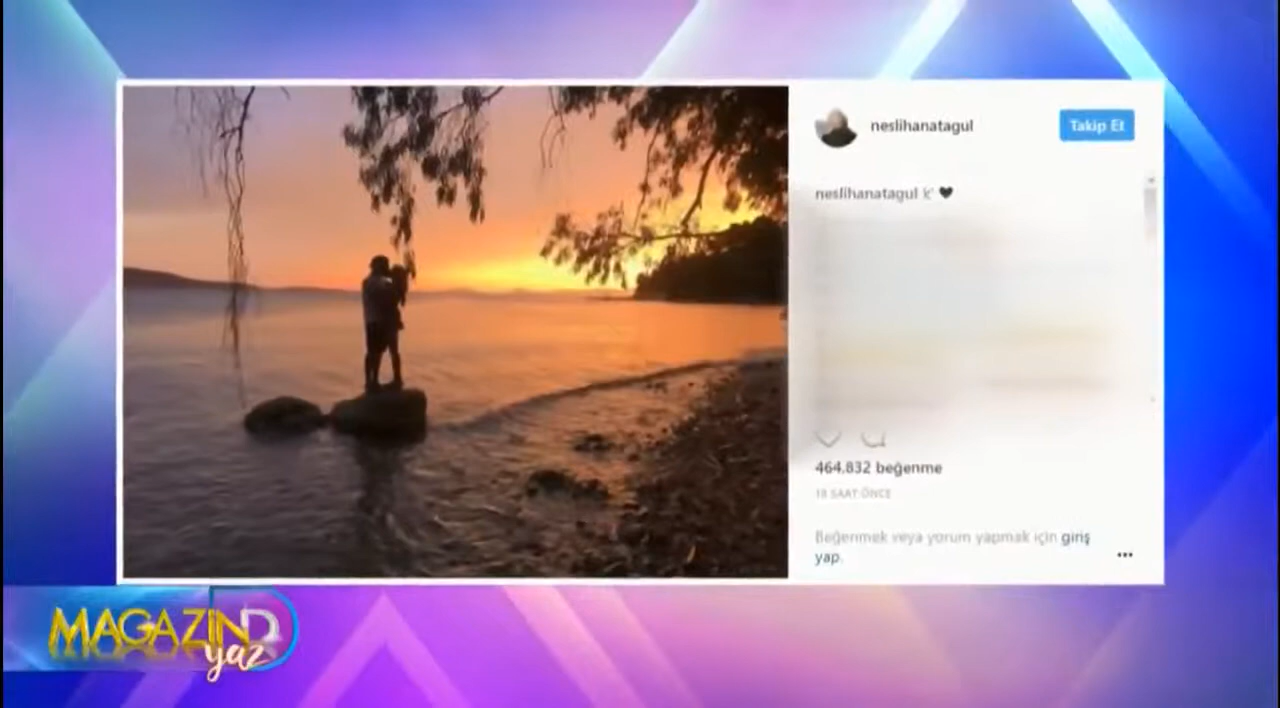 neslihanatagul
Takip Et
neslihanatagul k' 🖤
464.832 beğenme
18 SAAT ÖNCE
Beğenmek veya yorum yapmak için giriş
yap.
MAGAZIN D
yaz